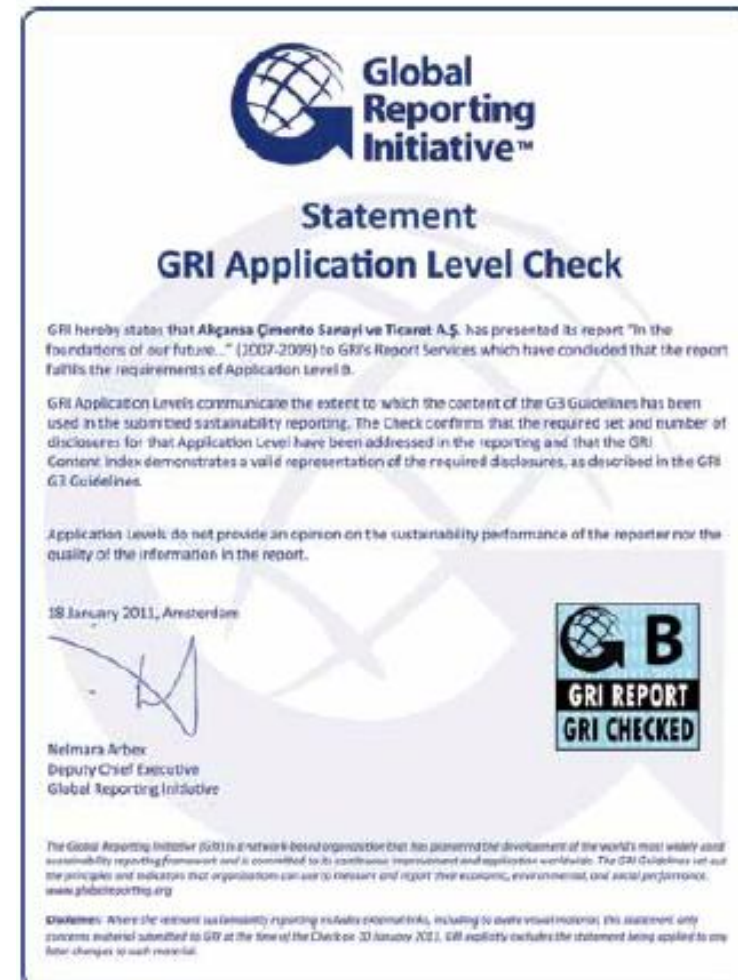 Global
Reporting
Initiative™
Statement
GRI Application Level Check
GRI hereby states that Akçansa Çimento Sanayi ve Ticaret A.Ş. has presented its report "In the
foundations of our future..." (2007-2009) to GRI's Report Services which have concluded that the report
fulfills the requirements of Application Level B.
GRI Application Levels communicate the extent to which the content of the G3 Guidelines has been
used in the submitted sustainability reporting. The Check confirms that the required set and number of
disclosures for that Application Level have been addressed in the reporting and that the GRI
Content Index demonstrates a valid representation of the required disclosures, as described in the GRI
G3 Guidelines.
Application Levels do not provide an opinion on the sustainability performance of the reporter nor the
quality of the information in the report.
18 January 2011, Amsterdam
Nelmara Arbex
Deputy Chief Executive
Global Reporting Initiative
B
GRI REPORT
GRI CHECKED
The Global Reporting Initiative (GRI) is a network-based organization that has pioneered the development of the world's most widely used
sustainability reporting framework and is committed to its continuous improvement and application worldwide. The GRI Guidelines set out
the principles and indicators that organizations can use to measure and report their economic, environmental, and social performance.
www.globalreporting.org
Disclaimer: Where the relevant sustainability reporting includes external links, including to audio visual material, this statement only
concerns material submitted to GRI at the time of the Check on 10 January 2011. GRI explicitly excludes the statement being applied to any
later changes to such material.